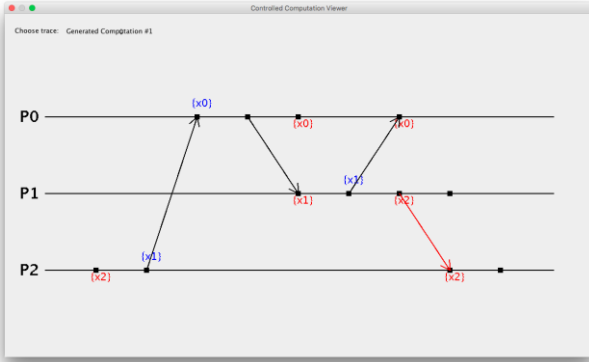 Controlled Computation Viewer
Choose trace: Generated Computation #1
{x0}
P0
{x0} {x0}
{x1}
P1
{x1} {x2}
{x1}
P2
{x2} {x2}